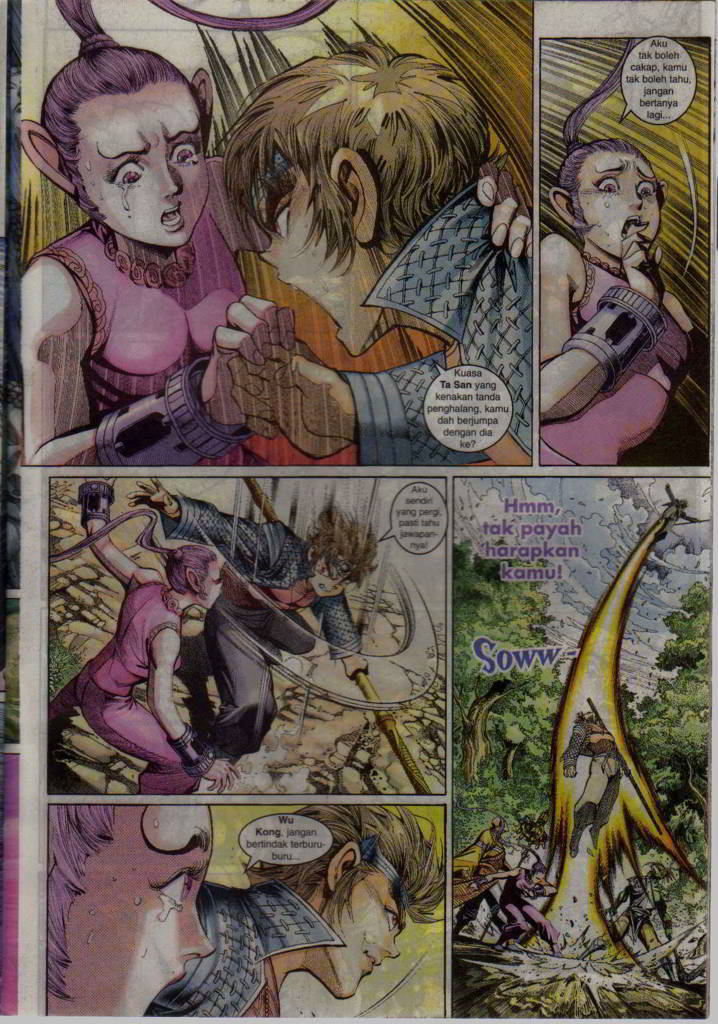 Kuasa
Ta San yang
kenakan tanda
penghalang, kamu
dah berjumpa
dengan dia
ke?
Aku
tak boleh
cakap, kamu
tak boleh tahu,
jangan
bertanya
lagi...
Aku
sendiri
yang pergi,
pasti tahu
jawapan-
nya!
Wu
Kong, jangan
bertindak terburu-
buru...
Hmm,
tak payah
harapkan
kamu!
Soww-